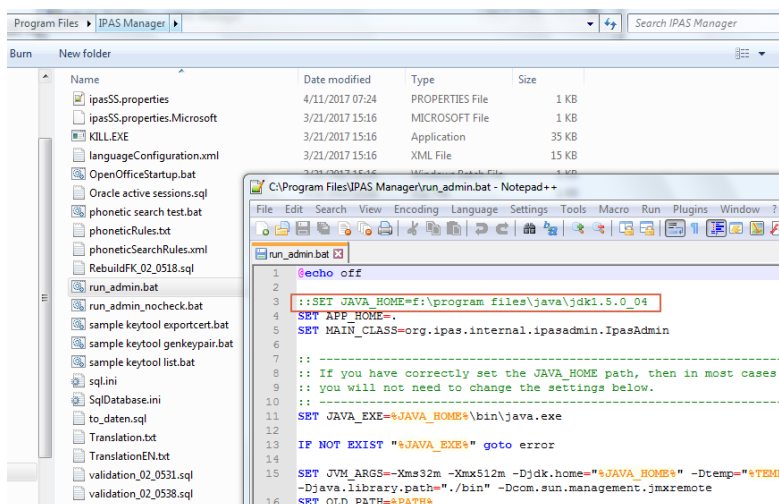 Program Files IPAS Manager Search IPAS Manager
Burn New folder
Name Date modified Type Size
ipasSS.properties 4/11/2017 07:24 PROPERTIES File 1 KB
ipasSS.properties.Microsoft 3/21/2017 15:16 MICROSOFT File 1 KB
KILL.EXE 3/21/2017 15:16 Application 35 KB
languageConfiguration.xml 3/21/2017 15:16 XML File 15 KB
OpenOfficeStartup.bat 3/21/2017 15:16 Windows Batch File 1 KB
Oracle active sessions.sql
phonetic search test.bat
phoneticRules.txt
phoneticSearchRules.xml
RebuildFK_02_0518.sql
run_admin.bat
run_admin_nocheck.bat
sample keytool exportcert.bat
sample keytool genkeypair.bat
sample keytool list.bat
sql.ini
SqlDatabase.ini
to_daten.sql
Translation.txt
TranslationEN.txt
validation_02_0531.sql
validation_02_0538.sql
C:\Program Files\IPAS Manager\run_admin.bat - Notepad++
File Edit Search View Encoding Language Settings Tools Macro Run Plugins Window ?
run_admin.bat
1 @echo off
2
3 ::SET JAVA_HOME=f:\program files\java\jdk1.5.0_04
4 SET APP_HOME=.
5 SET MAIN_CLASS=org.ipas.internal.ipasadmin.IpasAdmin
6
7 :: ------------------------------------------------------------
8 :: If you have correctly set the JAVA_HOME path, then in most cases
9 :: you will not need to change the settings below.
10 :: ------------------------------------------------------------
11 SET JAVA_EXE=%JAVA_HOME%\bin\java.exe
12
13 IF NOT EXIST "%JAVA_EXE%" goto error
14
15 SET JVM_ARGS=-Xms32m -Xmx512m -Djdk.home="%JAVA_HOME%" -Dtemp="%TEM
-Djava.library.path="./bin" -Dcom.sun.management.jmxremote
16 SET OLD_PATH=%PATH%